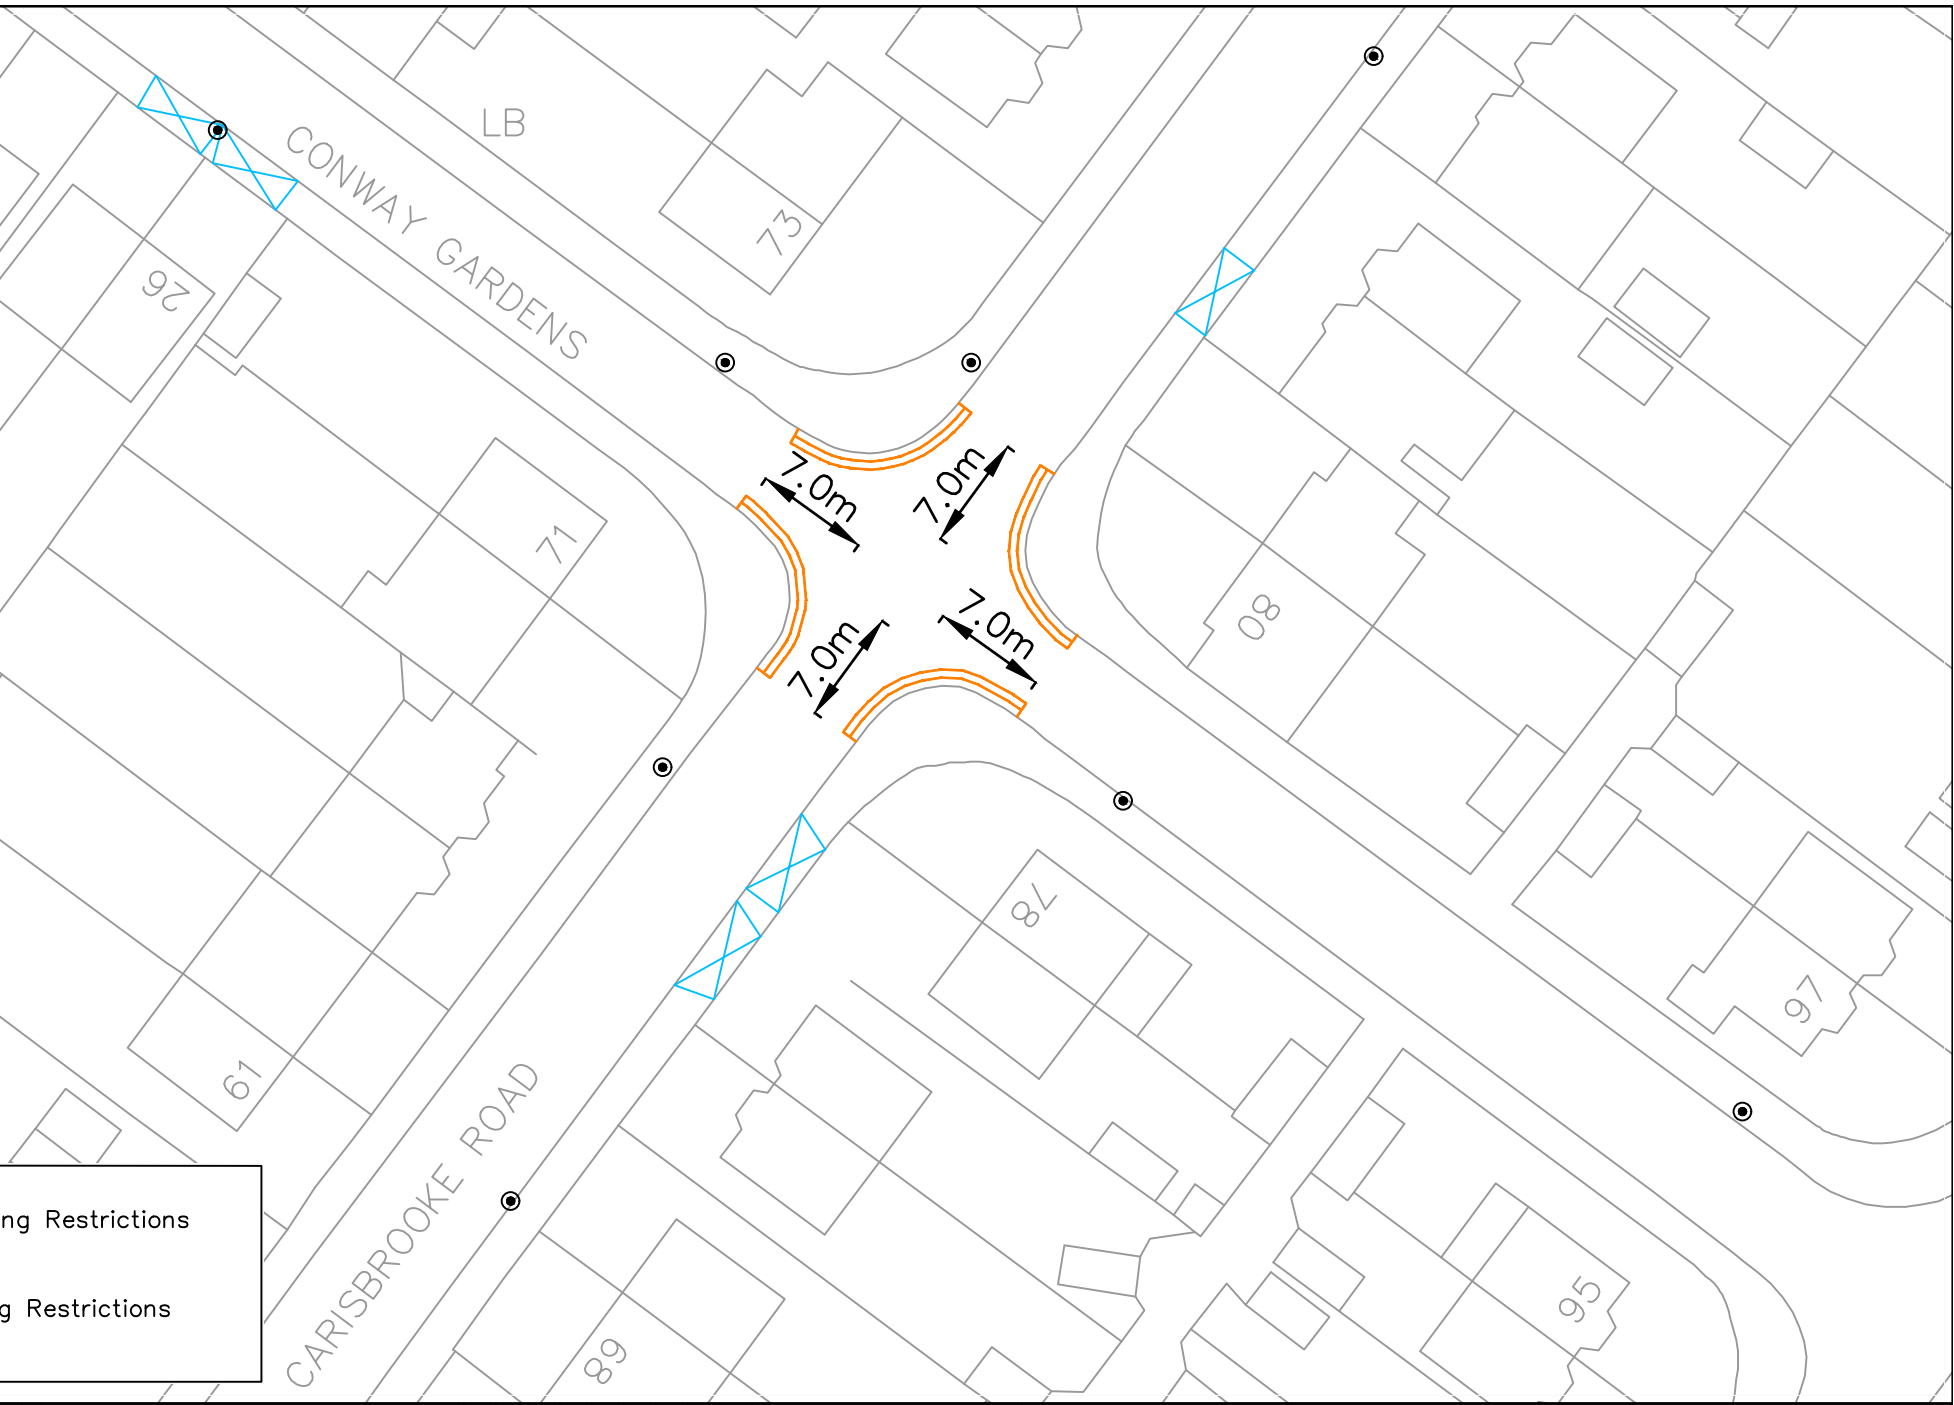 LB
CONWAY GARDENS
73
26
7.0m
7.0m
71
80
7.0m
7.0m
78
97
61
CARISBROOKE ROAD
ng Restrictions
g Restrictions
95
89